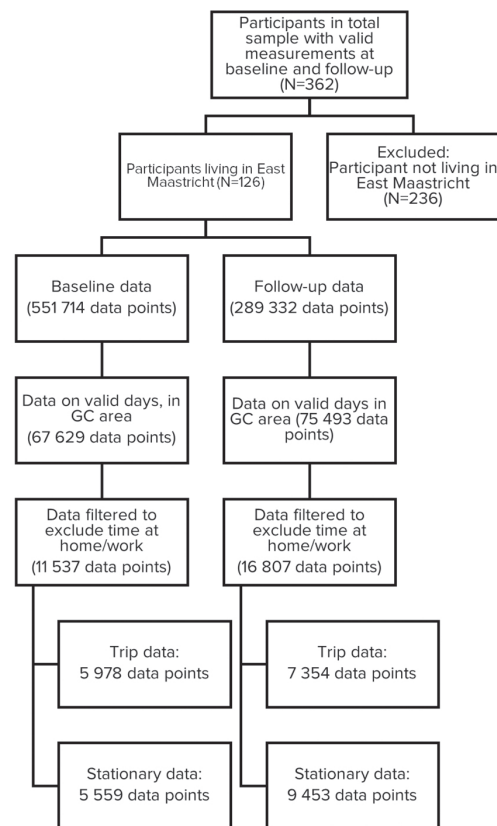 Participants in total
sample with valid
measurements at
baseline and follow-up
(N=362)
Participants living in East
Maastricht (N=126)
Excluded:
Participant not living in
East Maastricht
(N=236)
Baseline data
(551 714 data points)
Follow-up data
(289 332 data points)
Data on valid days, in
GC area
(67 629 data points)
Data on valid days in
GC area (75 493 data
points)
Data filtered to
exclude time at
home/work
(11 537 data points)
Data filtered to
exclude time at
home/work
(16 807 data points)
Trip data:
5 978 data points
Trip data:
7 354 data points
Stationary data:
5 559 data points
Stationary data:
9 453 data points